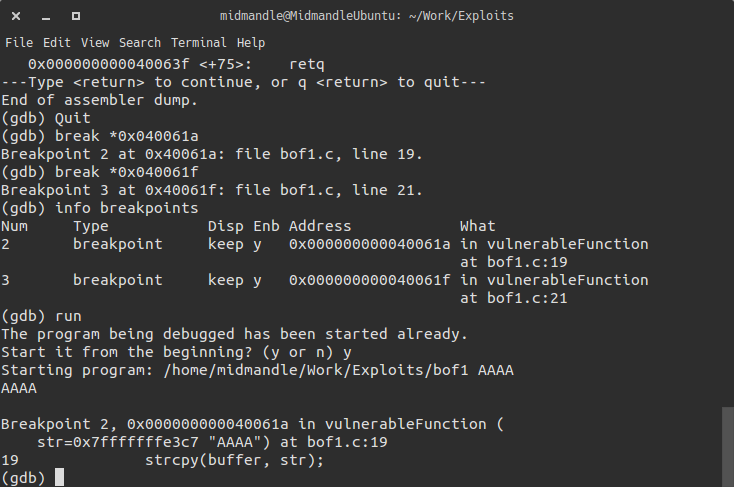 midmandle@MidmandleUbuntu: ~/Work/Exploits
File Edit View Search Terminal Help
   0x000000000040063f <+75>:    retq
---Type <return> to continue, or q <return> to quit---
End of assembler dump.
(gdb) Quit
(gdb) break *0x040061a
Breakpoint 2 at 0x40061a: file bof1.c, line 19.
(gdb) break *0x040061f
Breakpoint 3 at 0x40061f: file bof1.c, line 21.
(gdb) info breakpoints
Num     Type           Disp Enb Address            What
2       breakpoint     keep y   0x000000000040061a in vulnerableFunction
                                                   at bof1.c:19
3       breakpoint     keep y   0x000000000040061f in vulnerableFunction
                                                   at bof1.c:21
(gdb) run
The program being debugged has been started already.
Start it from the beginning? (y or n) y
Starting program: /home/midmandle/Work/Exploits/bof1 AAAA
AAAA

Breakpoint 2, 0x000000000040061a in vulnerableFunction (
    str=0x7fffffffe3c7 "AAAA") at bof1.c:19
19              strcpy(buffer, str);
(gdb)